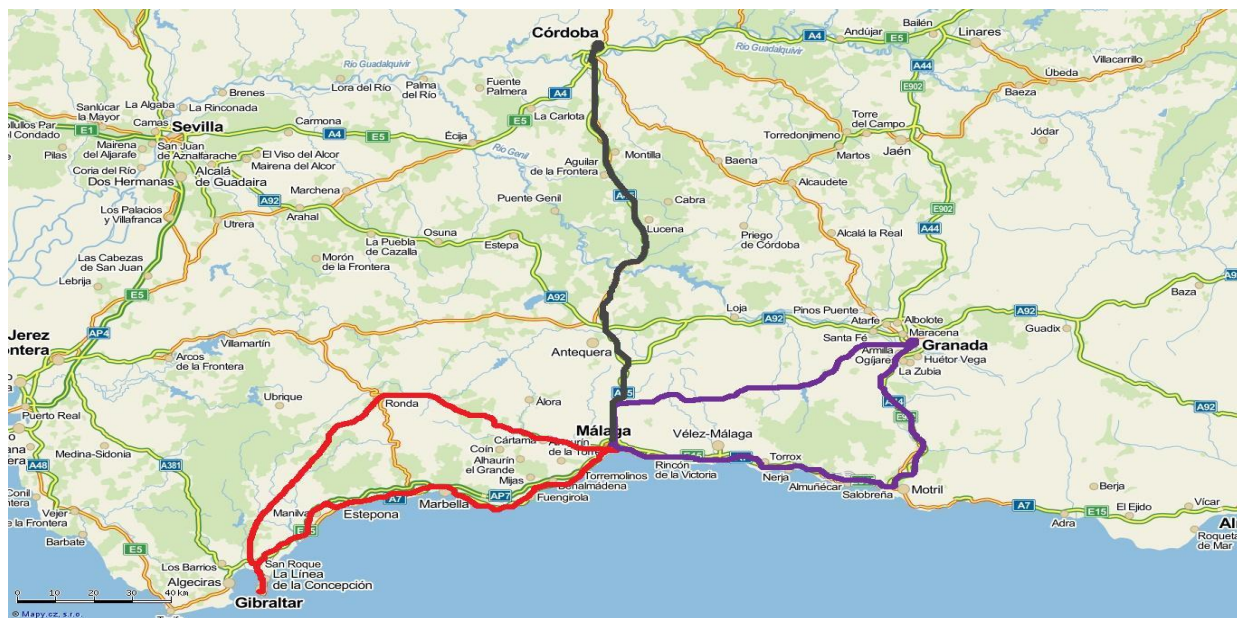 Córdoba
A4
E5
Andújar
Bailén
Linares
Río Guadalquivir
Río Guadalquivir
A44
Villacarrillo
Úbeda
Baeza
E902
Brenes
Lora del Río
Palma
del Río
Fuente
Palmera
A4
La Carlota
E5
Sanlúcar
la Mayor
La Algaba
La Rinconada
Camas
E1
Sevilla
Carmona
A4
E5
Écija
Río Genil
Torredonjimeno
Torre
del Campo
Martos
Jaén
Jódar
Pilas
Mairena
del Aljarafe
San Juan
de Aznalfarache
El Viso del Alcor
Mairena del Alcor
Coria del Río
Dos Hermanas
Alcalá
de Guadaira
Marchena
Montilla
Aguilar
de la Frontera
Baena
Alcaudete
A92
Arahal
Puente Genil
Cabra
Lucena
E902
A44
Los Palacios
y Villafranca
Utrera
La Puebla
de Cazalla
Osuna
Estepa
Priego
de Córdoba
Alcalá la Real
Morón
de la Frontera
Las Cabezas
de San Juan
Lebrija
E5
A92
Loja
A92
Pinos Puente
Atarfe
Albolote
Maracena
Santa Fé
Granada
Armilla
Ogíjares
Huétor Vega
La Zubia
A92
Guadix
Baza
AP4
Jerez
Villamartín
Arcos
de la Frontera
Antequera
Ubrique
Ronda
Álora
Málaga
Cártama
Coín
Alhaurín
el Grande
Mijas
de la Torre
Torremolinos
Benalmádena
Fuengirola
Vélez-Málaga
Rincón
de la Victoria
Torrox
Nerja
Almuñécar
Salobreña
Motril
A92
Puerto Real
Medina-Sidonia
A48
A381
Conil
Vejer
de la Frontera
Barbate
E5
Manilva
Estepona
A7
Marbella
AP7
A7
Adra
E15
Berja
El Ejido
Vícar
Roquetas
de Mar
Los Barrios
San Roque
La Línea
de la Concepción
Algeciras
Gibraltar
0 10 20 30 40 km
© Mapy.cz, s.r.o.